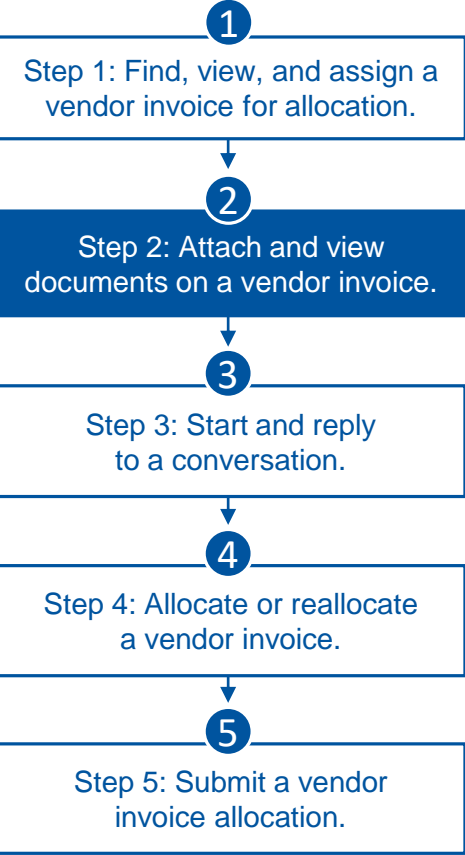 1
Step 1: Find, view, and assign a
vendor invoice for allocation.
2
Step 2: Attach and view
documents on a vendor invoice.
3
Step 3: Start and reply
to a conversation.
4
Step 4: Allocate or reallocate
a vendor invoice.
5
Step 5: Submit a vendor
invoice allocation.